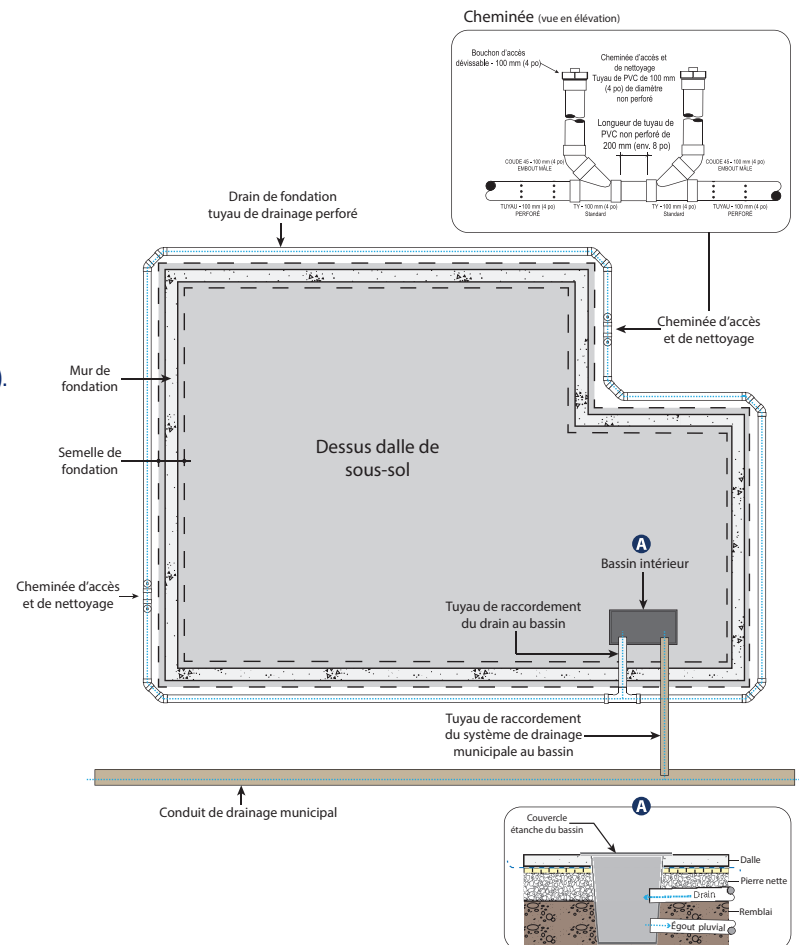 Cheminée (vue en élévation)
Bouchon d'accès
dévissable - 100 mm (4 po)
Cheminée d'accès et
de nettoyage
Tuyau de PVC de 100 mm
(4 po) de diamètre
non perforé
Longueur de tuyau de
PVC non perforé de
200 mm (env. 8 po)
COUDE 45 - 100 mm (4 po)
EMBOUT MÂLE
COUDE 45 - 100 mm (4 po)
EMBOUT MÂLE
TUYAU - 100 mm (4 po)
PERFORÉ
TY - 100 mm (4 po)
Standard
TY - 100 mm (4 po)
Standard
TUYAU - 100 mm (4 po)
PERFORÉ
Drain de fondation
tuyau de drainage perforé
Cheminée d'accès
et de nettoyage
).
Mur de
fondation
Semelle de
fondation
Dessus dalle de
sous-sol
A
Bassin intérieur
Cheminée d'accès
et de nettoyage
Tuyau de raccordement
du drain au bassin
Tuyau de raccordement
du système de drainage
municipale au bassin
Conduit de drainage municipal
A
Couvercle
étanche du bassin
Dalle
Pierre nette
Drain
Remblai
Égout pluvial